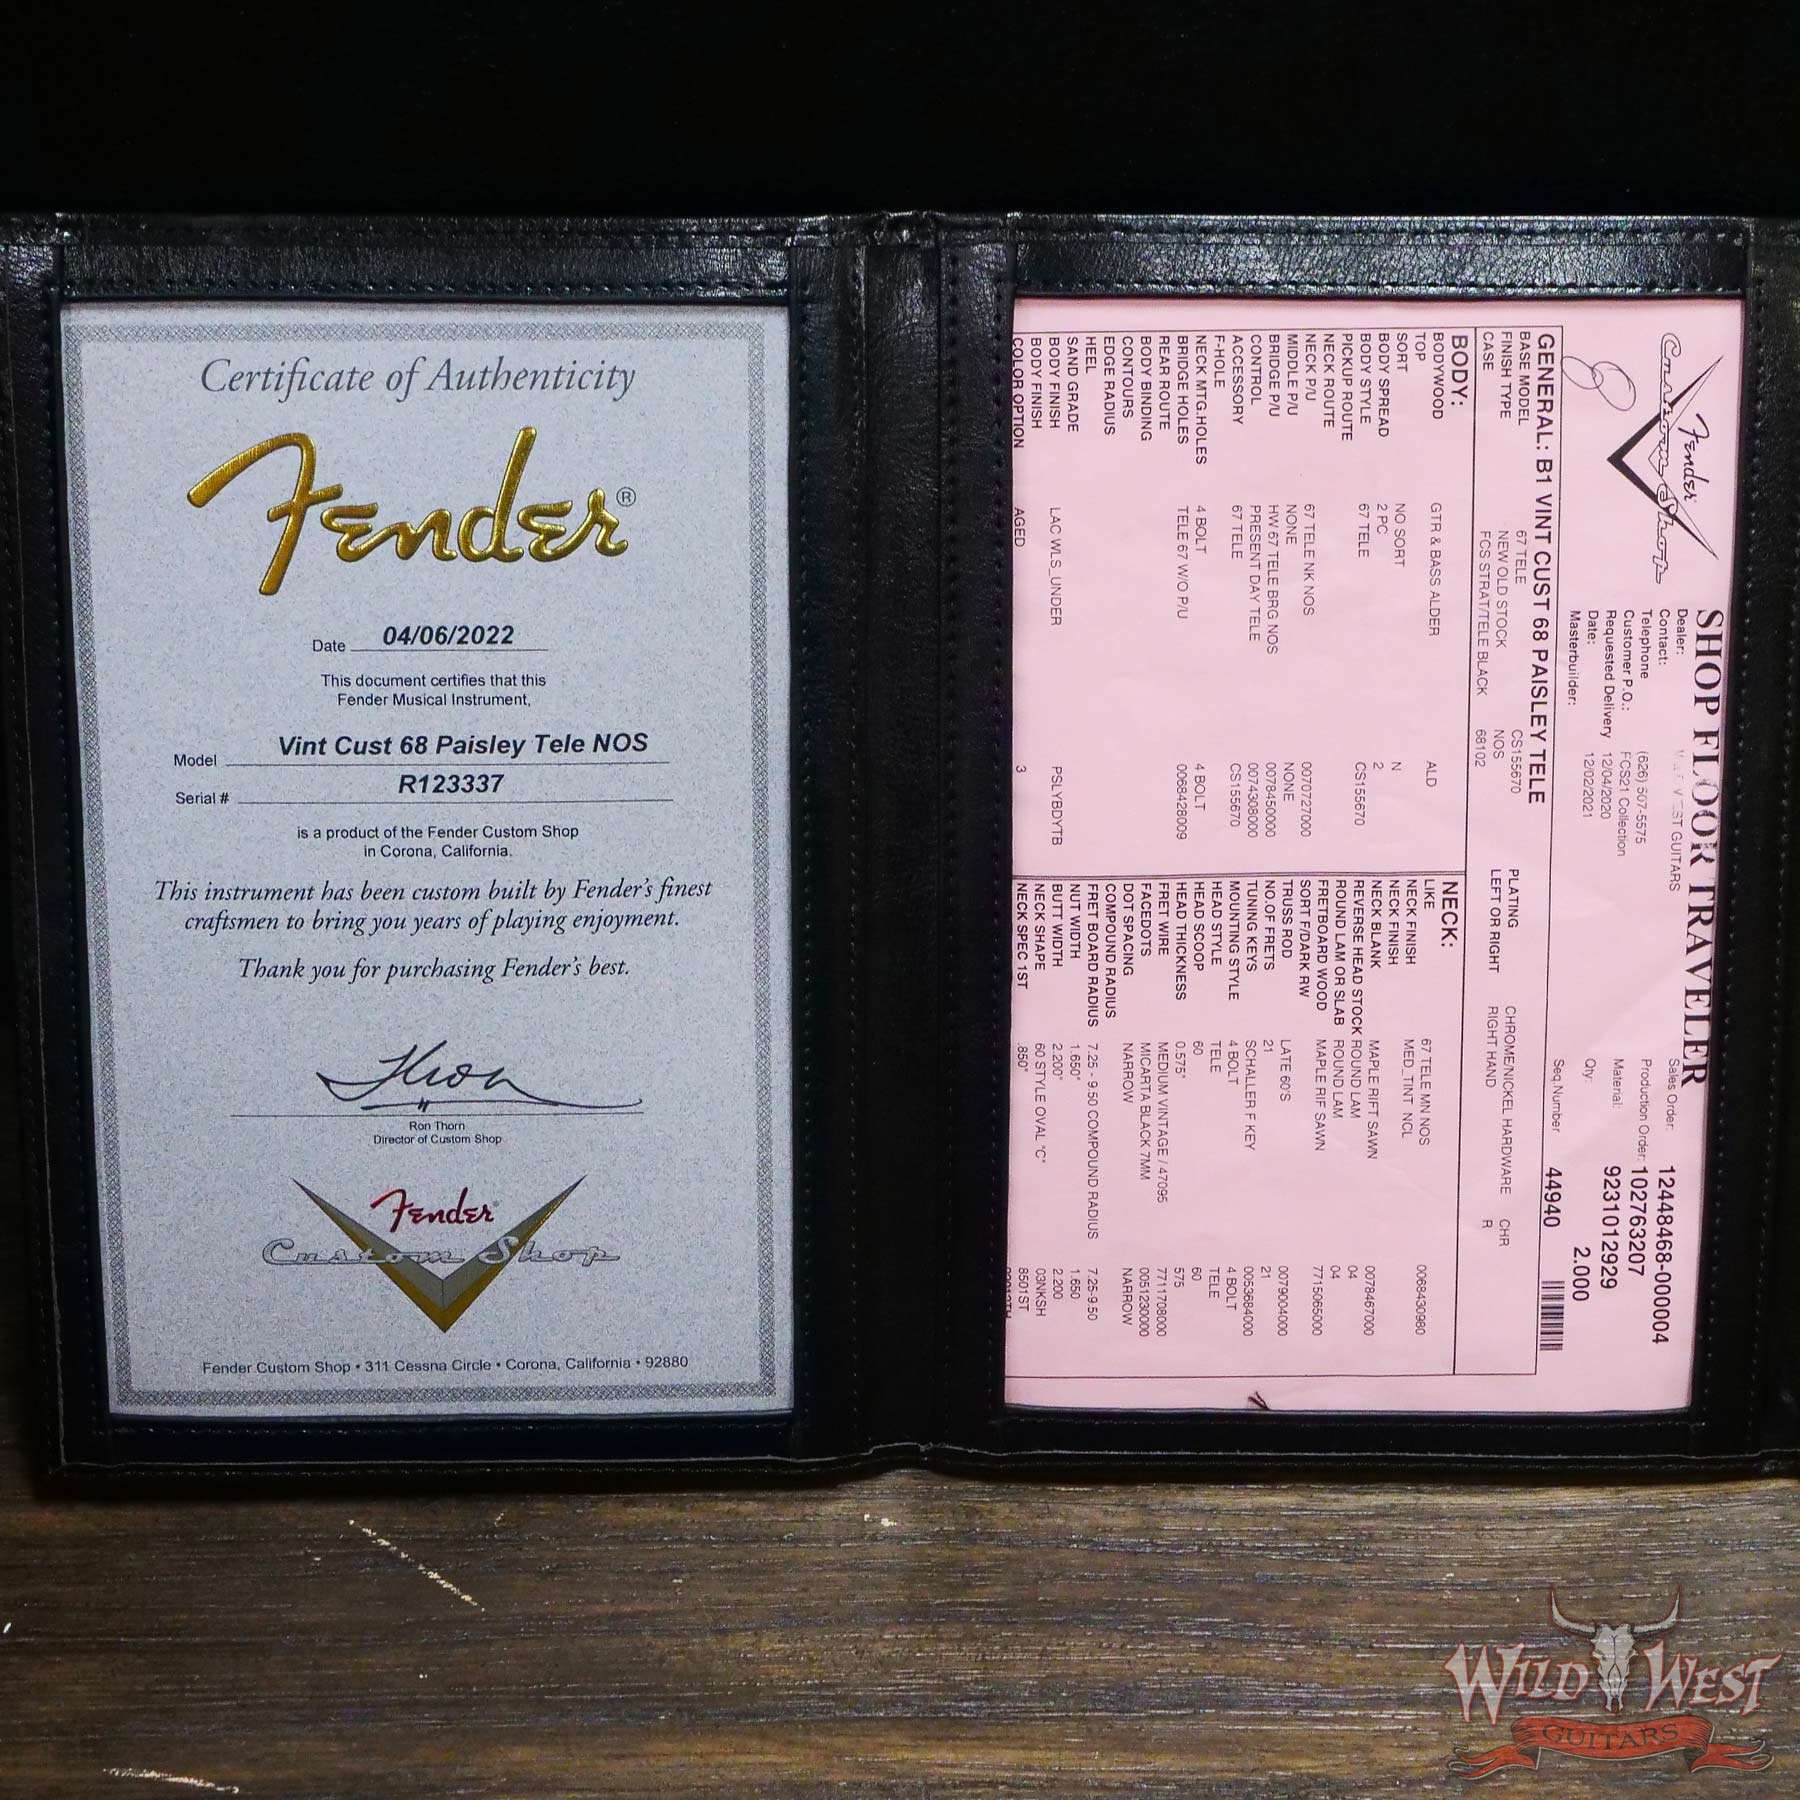 Certificate of Authenticity
Fender®
Date 04/06/2022
This document certifies that this
Fender Musical Instrument,
Model Vint Cust 68 Paisley Tele NOS
Serial # R123337
is a product of the Fender Custom Shop
in Corona, California.
This instrument has been custom built by Fender's finest
craftsmen to bring you years of playing enjoyment.
Thank you for purchasing Fender's best.
Ron Thorn
Director of Custom Shop
Fender
Custom Shop
Fender Custom Shop • 311 Cessna Circle • Corona, California • 92880
Fender
Custom Shop
SHOP FLOOR TRAVELER
Dealer: WEST GUITARS
Contact:
Telephone (626) 507-5575
Customer P.O.: FCS21 Collection
Requested Delivery 12/04/2020
Date: 12/02/2021
Masterbuilder:
Sales Order: 12448468-000004
Production Order: 102763207
Material: 9231012929
Qty: 2.000
Seq.Number 44940
GENERAL: B1 VINT CUST 68 PAISLEY TELE
BASE MODEL 67 TELE CS155670 PLATING CHROME/NICKEL HARDWARE CHR
FINISH TYPE NEW OLD STOCK NOS LEFT OR RIGHT RIGHT HAND R
CASE FCS STRAT/TELE BLACK 68102
BODY:
BODYWOOD GTR & BASS ALDER ALD
TOP
SORT NO SORT N
BODY SPREAD 2 PC 2
BODY STYLE 67 TELE CS155670
PICKUP ROUTE
NECK ROUTE
NECK P/U 67 TELE NK NOS 0070727000
MIDDLE P/U NONE NONE
BRIDGE P/U HW 67 TELE BRG NOS 0078450000
CONTROL PRESENT DAY TELE 0074308000
ACCESSORY 67 TELE CS155670
F-HOLE
NECK MTG.HOLES 4 BOLT 4 BOLT
BRIDGE HOLES TELE 67 W/O P/U 0068428009
REAR ROUTE
BODY BINDING
CONTOURS
EDGE RADIUS
HEEL
SAND GRADE
BODY FINISH LAC WLS_UNDER PSLYBDYTB
BODY FINISH
COLOR OPTION AGED 3
NECK:
LIKE 67 TELE MN NOS 0068430980
NECK FINISH MED_TINT NCL
NECK FINISH
NECK BLANK MAPLE RIFT SAWN 0078467000
REVERSE HEAD STOCK ROUND LAM 04
ROUND LAM OR SLAB ROUND LAM 04
FRETBOARD WOOD MAPLE RIF SAWN 7715065000
SORT F/DARK RW
TRUSS ROD LATE 60'S 0079004000
NO OF FRETS 21 21
TUNING KEYS SCHALLER F KEY 0053684000
MOUNTING STYLE 4 BOLT 4 BOLT
HEAD STYLE TELE TELE
HEAD SCOOP 60 60
HEAD THICKNESS 0.575" 575
FRET WIRE MEDIUM VINTAGE / 47095 7711708000
FACEDOTS MICARTA BLACK 7MM 0051230000
DOT SPACING NARROW NARROW
COMPOUND RADIUS
FRET BOARD RADIUS 7.25 - 9.50 COMPOUND RADIUS 7.25-9.50
NUT WIDTH 1.650" 1.650
BUTT WIDTH 2.200" 2.200
NECK SHAPE 60 STYLE OVAL "C" 03NKSH
NECK SPEC 1ST .850" 8501ST
WILD WEST
GUITARS